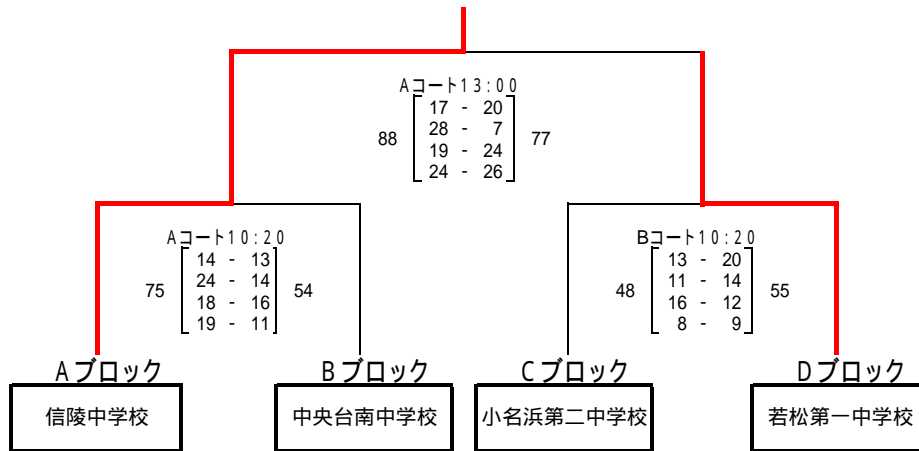 Aコート13:00
17 - 20
88 28 - 7 77
19 - 24
24 - 26
Aコート10:20
14 - 13
75 24 - 14 54
18 - 16
19 - 11
Bコート10:20
13 - 20
48 11 - 14 55
16 - 12
8 - 9
Aブロック Bブロック Cブロック Dブロック
信陵中学校 中央台南中学校 小名浜第二中学校 若松第一中学校